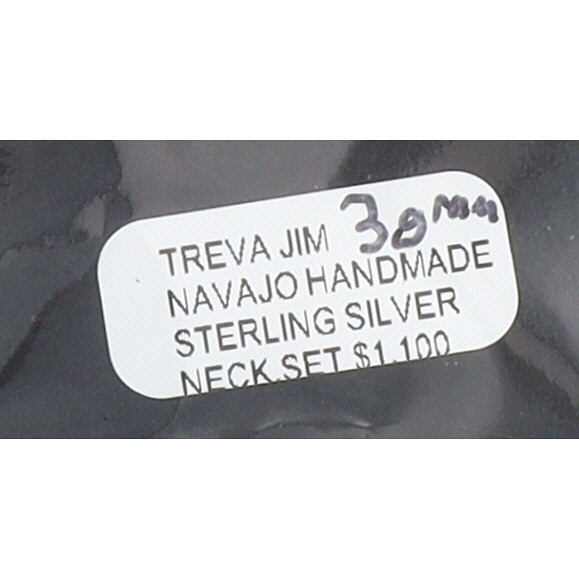 TREVA JIM 30mm
NAVAJO HANDMADE
STERLING SILVER
NECK.SET $1,100